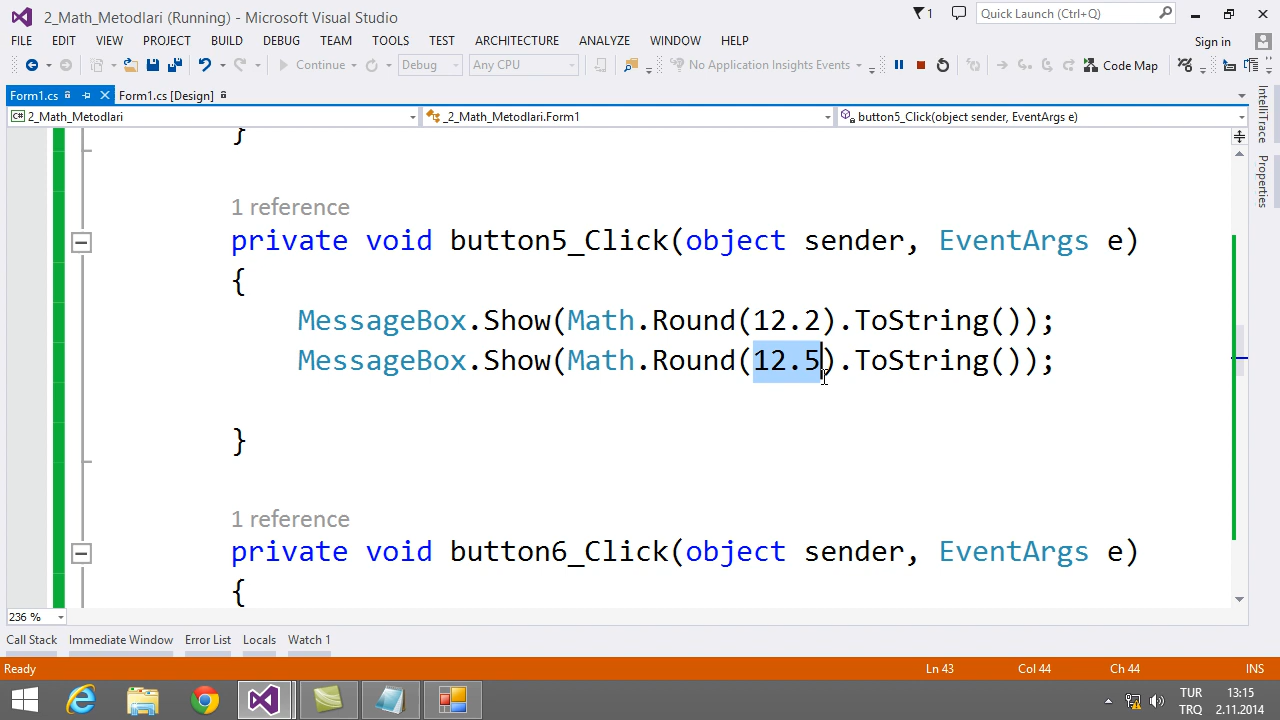 2_Math_Metodlari (Running) - Microsoft Visual Studio
1
Quick Launch (Ctrl+Q)
FILE EDIT VIEW PROJECT BUILD DEBUG TEAM TOOLS TEST ARCHITECTURE ANALYZE WINDOW HELP
Sign in
Continue Debug Any CPU No Application Insights Events Code Map
Form1.cs Form1.cs [Design]
C# 2_Math_Metodlari _2_Math_Metodlari.Form1 button5_Click(object sender, EventArgs e)
IntelliTrace
Properties
}
1 reference
private void button5_Click(object sender, EventArgs e)
{
MessageBox.Show(Math.Round(12.2).ToString());
MessageBox.Show(Math.Round(12.5).ToString());
}
1 reference
private void button6_Click(object sender, EventArgs e)
{
236 %
Call Stack Immediate Window Error List Locals Watch 1
Ready Ln 43 Col 44 Ch 44 INS
TUR 13:15
TRQ 2.11.2014